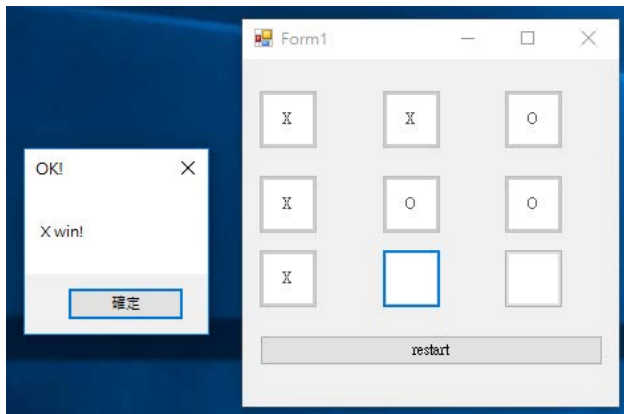 OK!
X win!
確定
Form1
X X O
X O O
X
restart